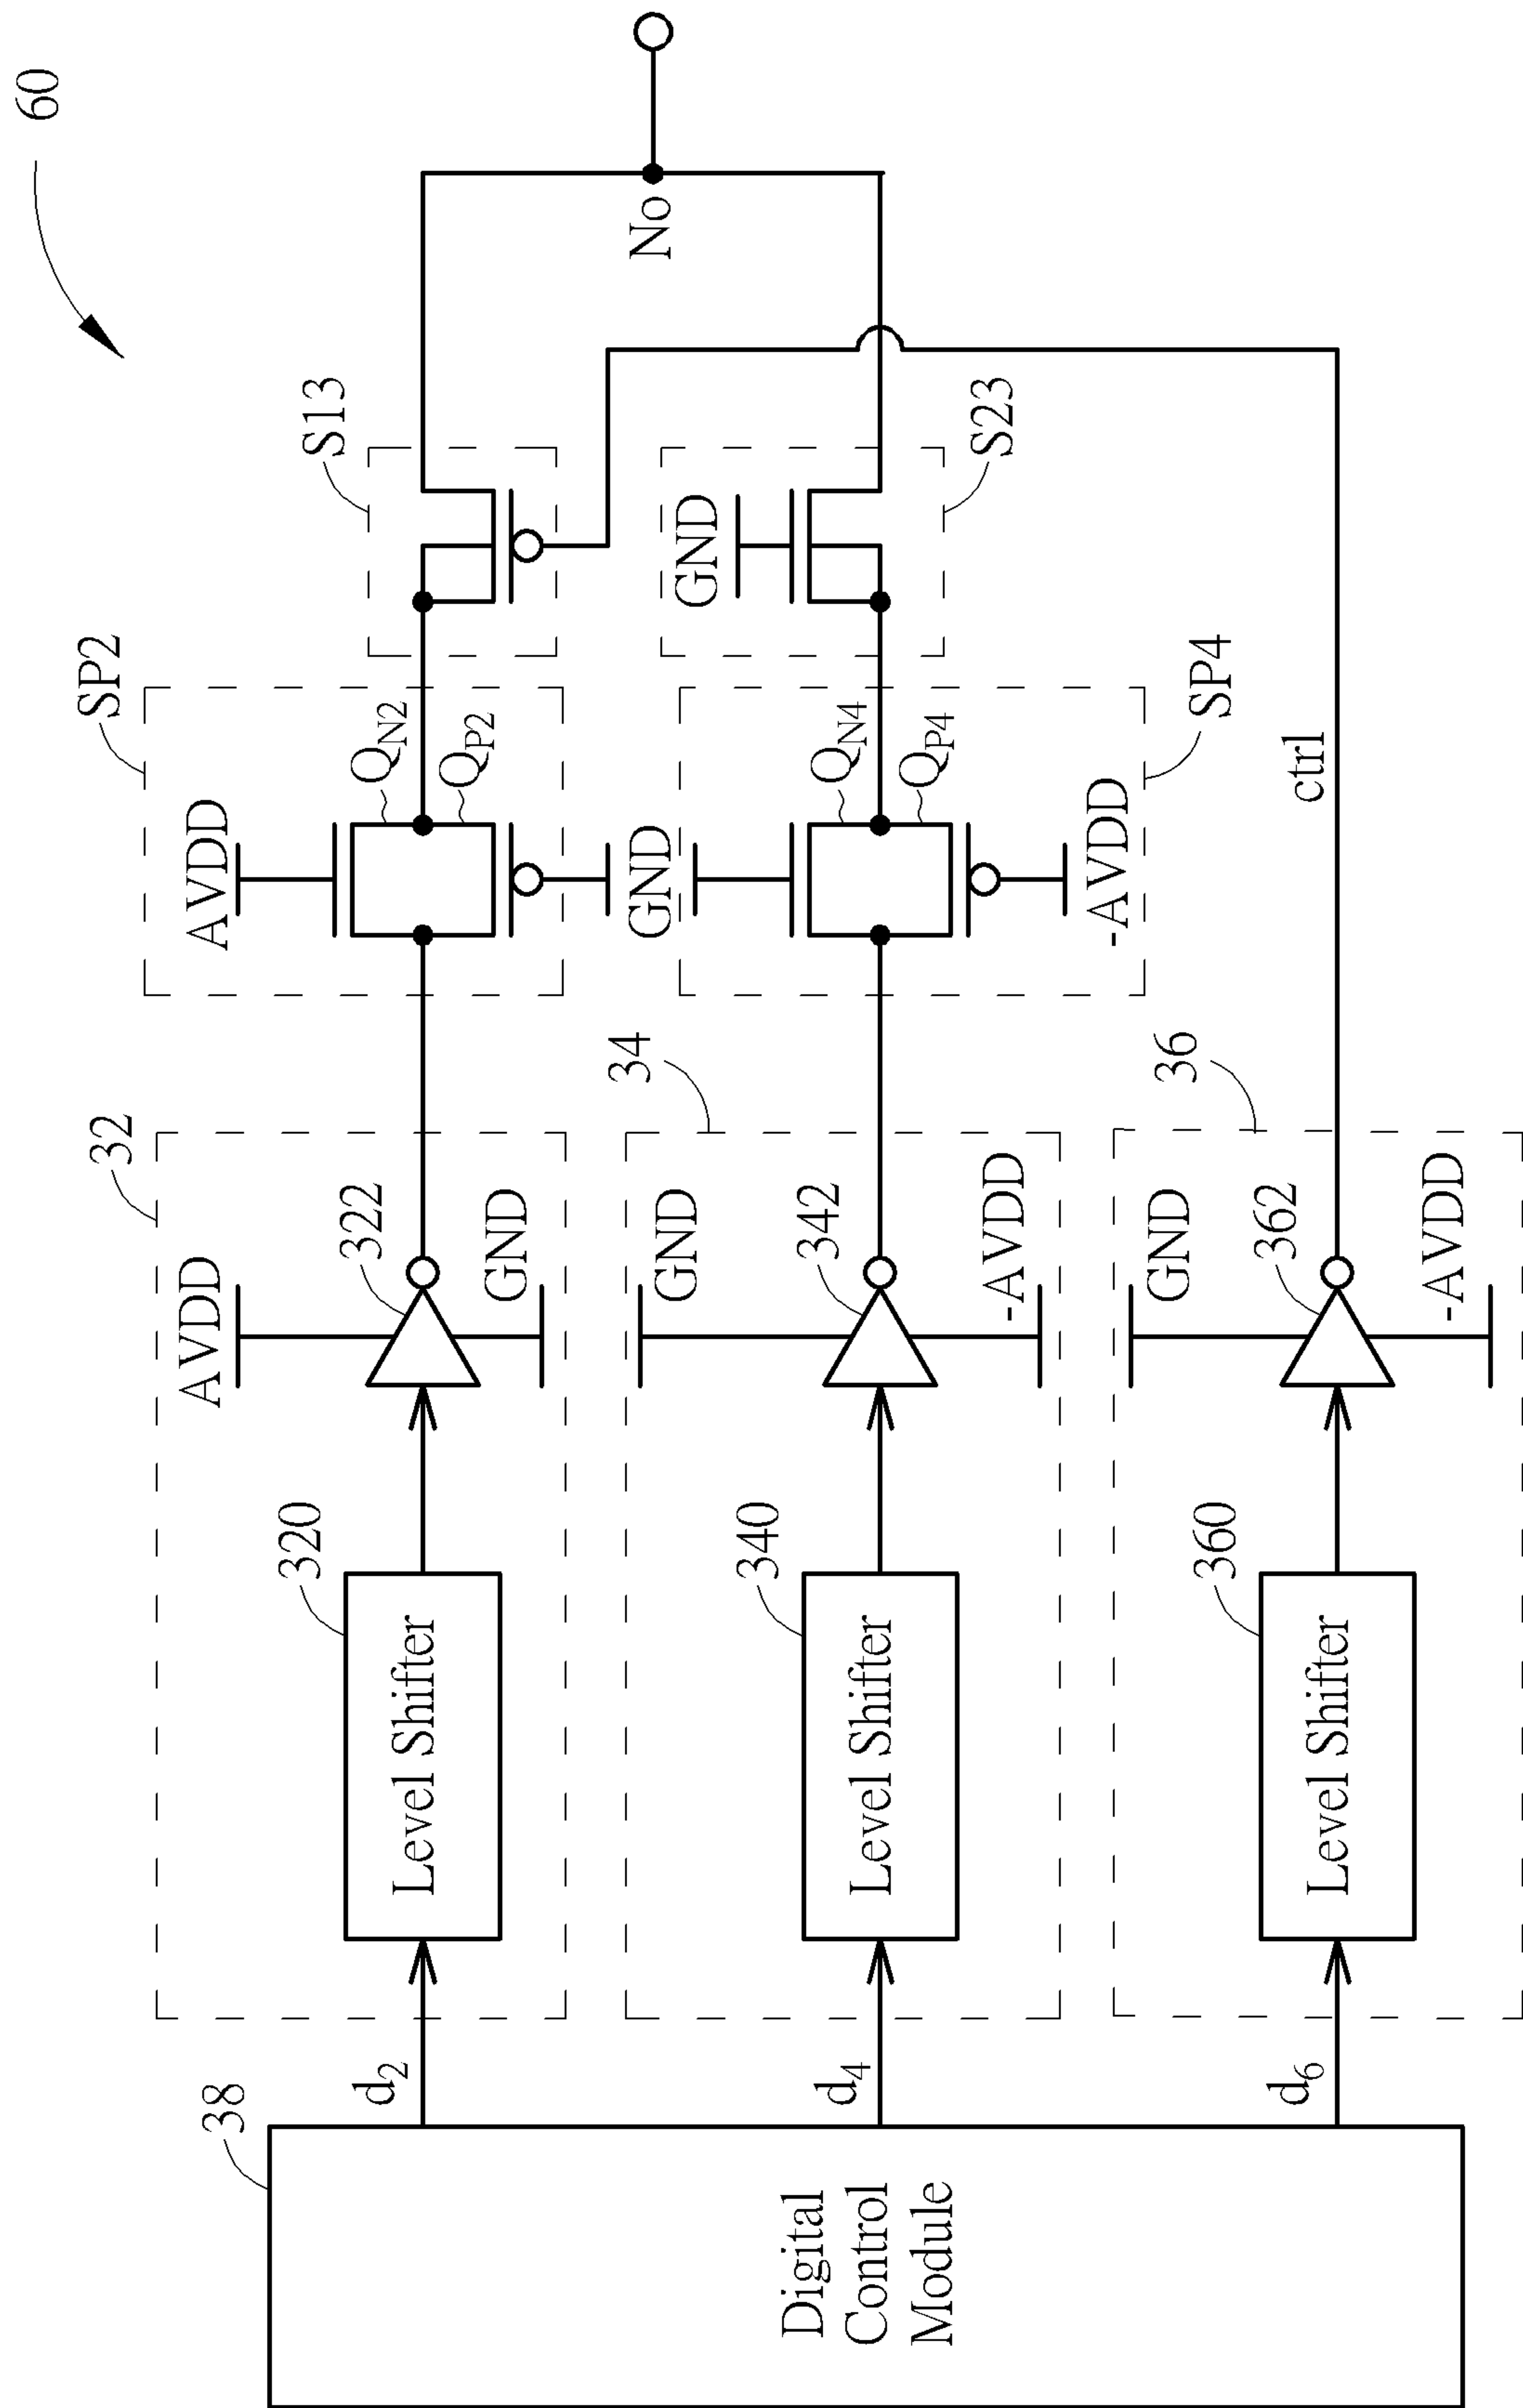 60
SP2
S13
32
AVDD
322
GND
320
Level Shifter
d2
38
Digital
Control
Module
AVDD
QN2
QP2
GND
No
34
GND
342
-AVDD
340
Level Shifter
d4
GND
QN4
QP4
-AVDD
SP4
S23
36
GND
362
-AVDD
360
Level Shifter
d6
ctrl